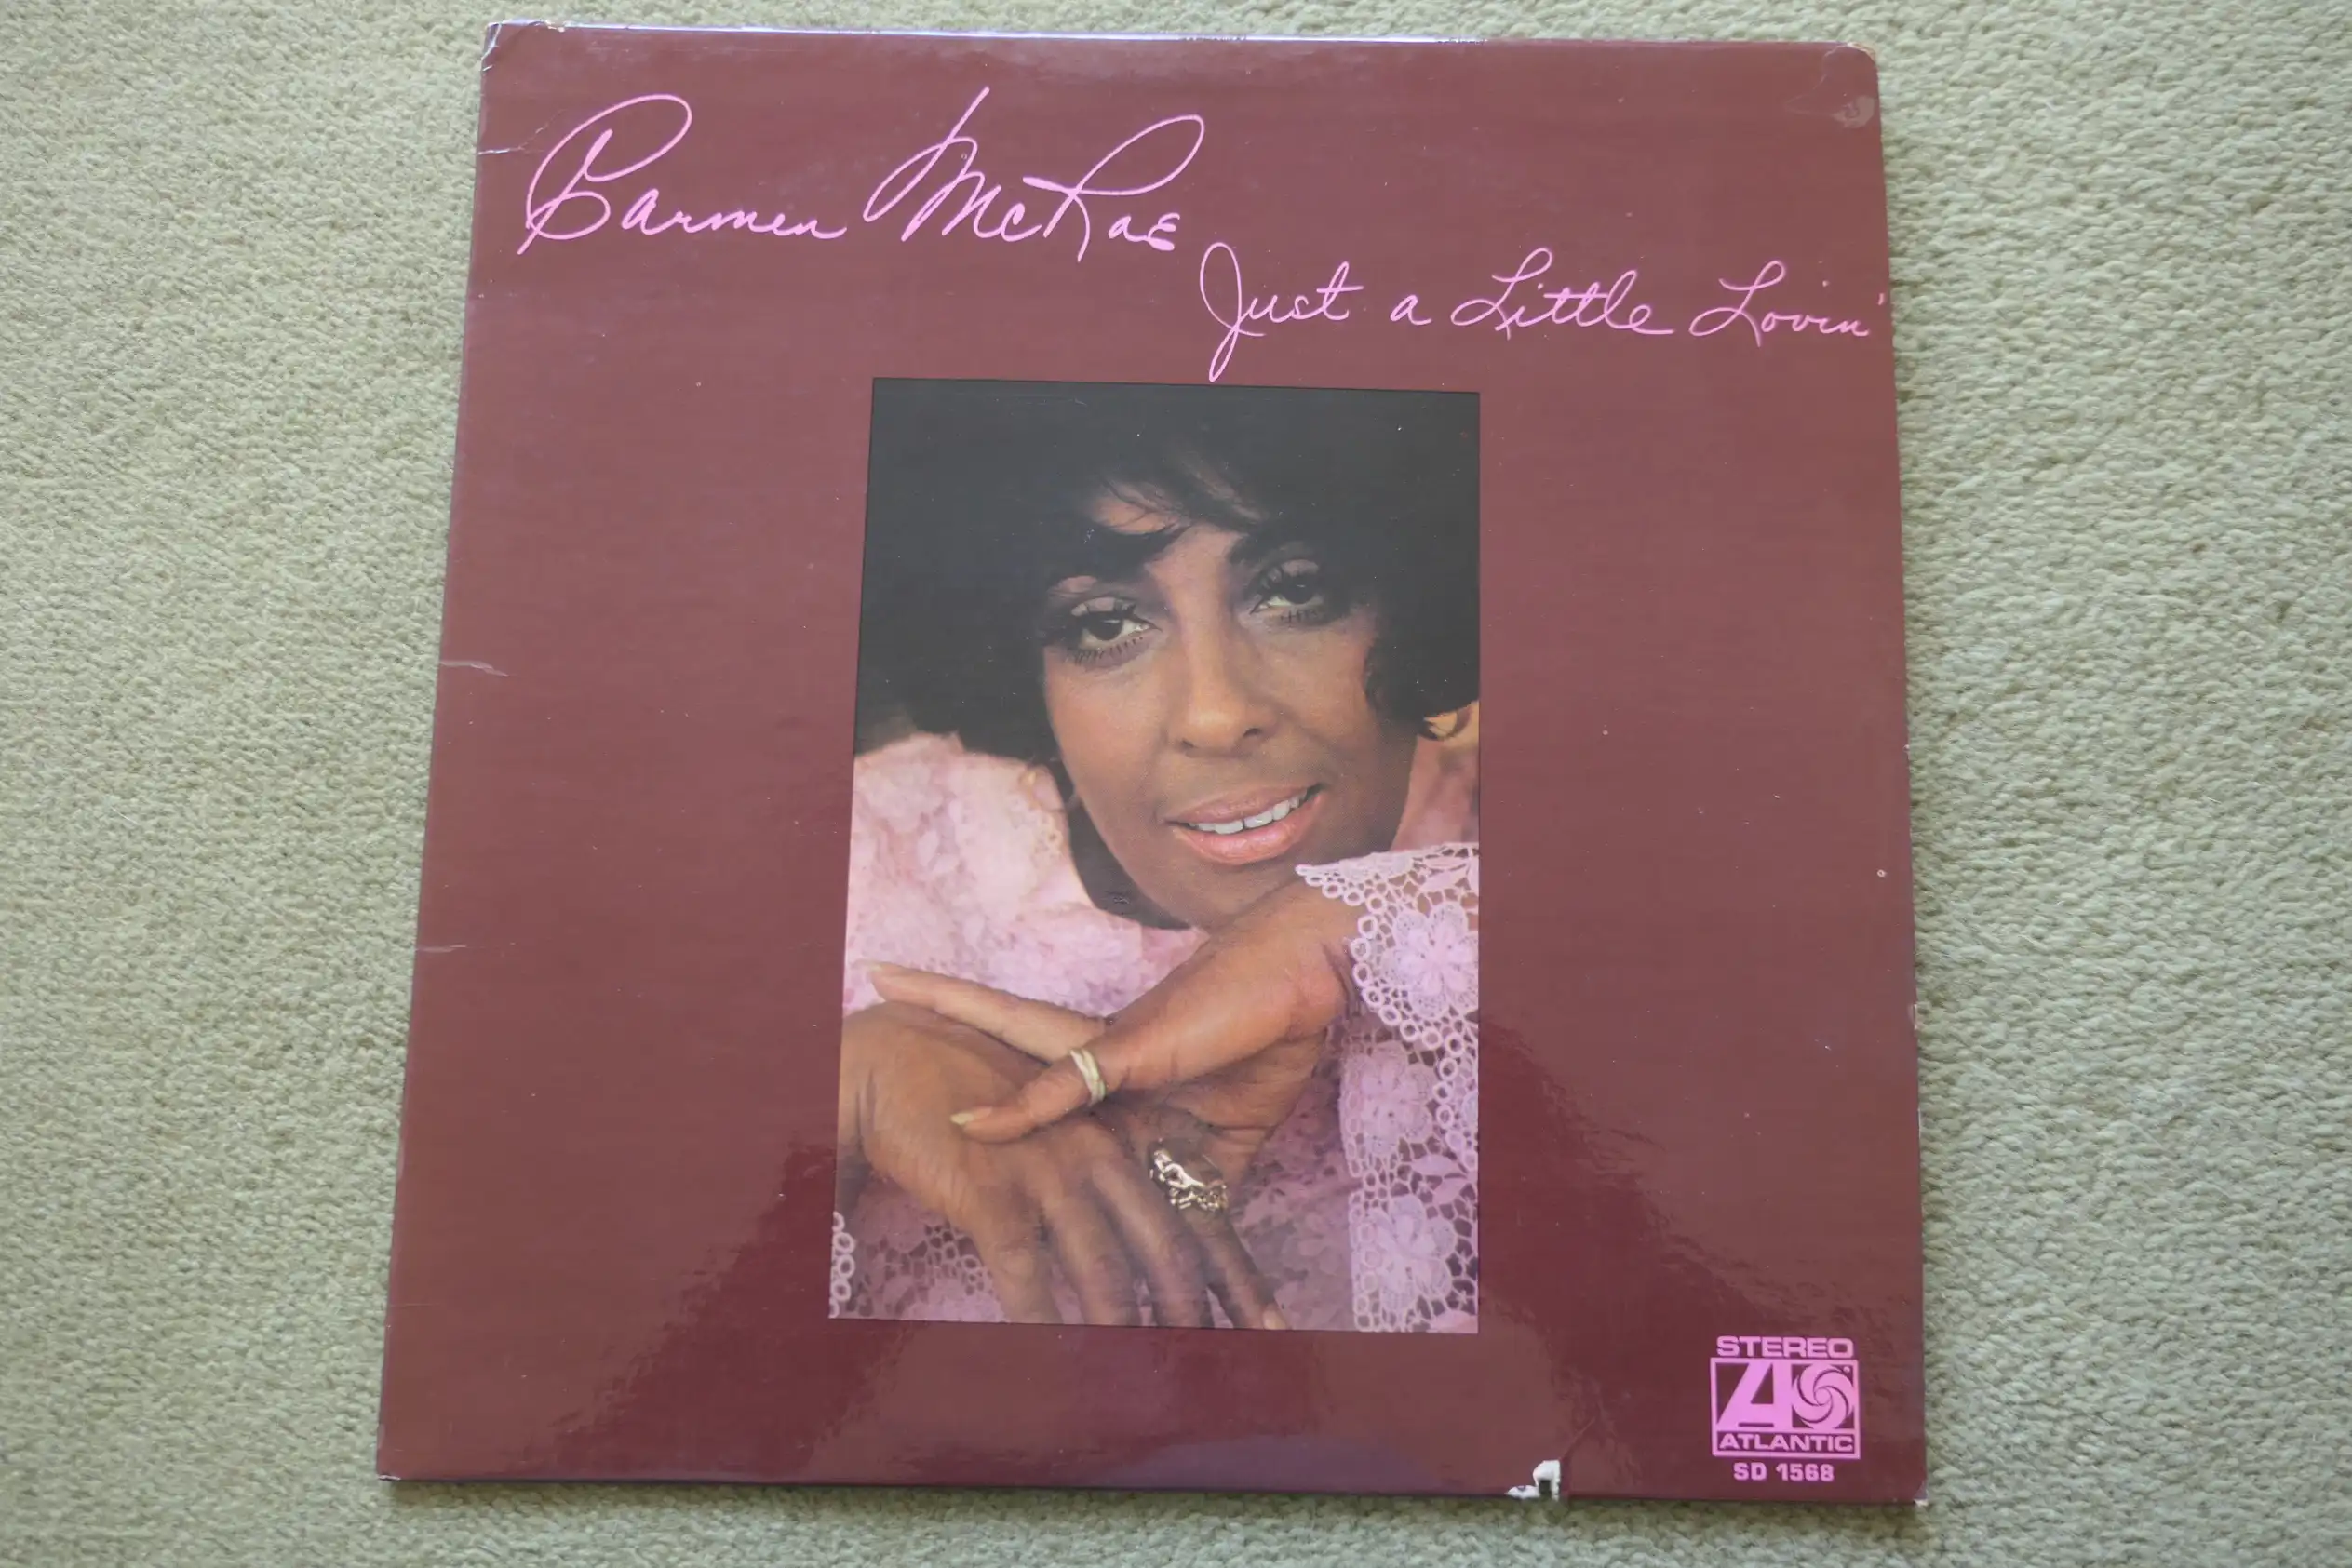 Carmen McRae
Just a Little Lovin'
STEREO
ATLANTIC
SD 1568